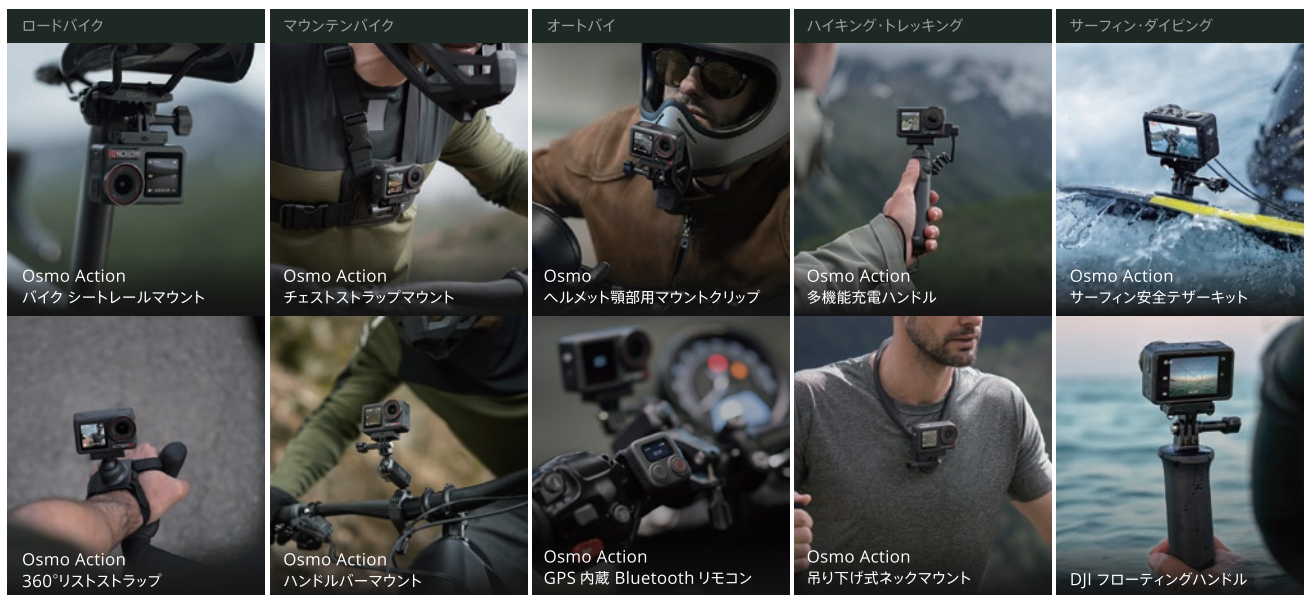 ロードバイク
マウンテンバイク
オートバイ
ハイキング・トレッキング
サーフィン・ダイビング
Osmo Action
バイク シートレールマウント
Osmo Action
チェストストラップマウント
Osmo
ヘルメット顎部用マウントクリップ
Osmo Action
多機能充電ハンドル
Osmo Action
サーフィン安全テザーキット
Osmo Action
360°リストストラップ
Osmo Action
ハンドルバーマウント
Osmo Action
GPS 内蔵 Bluetooth リモコン
Osmo Action
吊り下げ式ネックマウント
DJI フローティングハンドル